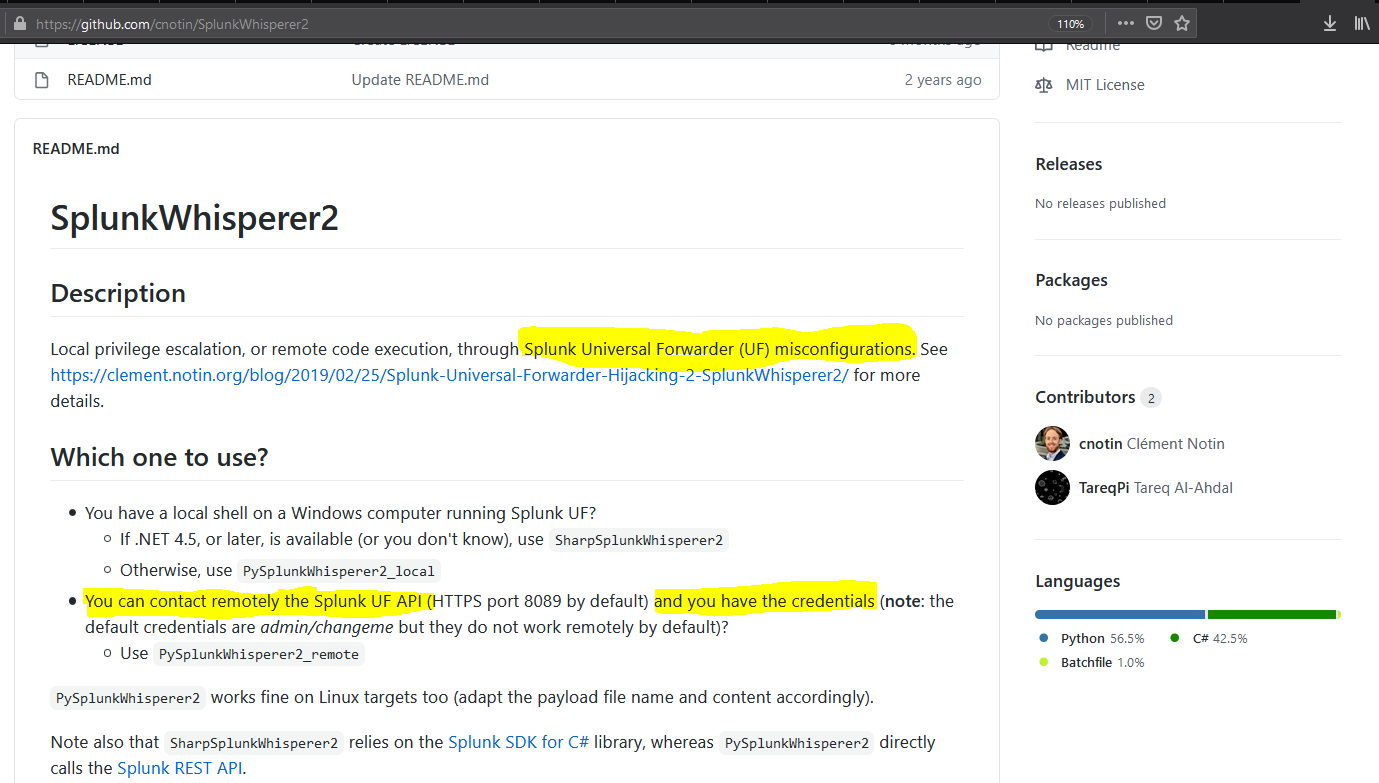 https://github.com/cnotin/SplunkWhisperer2
110%
README.md Update README.md 2 years ago
Readme
MIT License
README.md
SplunkWhisperer2
Description
Local privilege escalation, or remote code execution, through Splunk Universal Forwarder (UF) misconfigurations. See
https://clement.notin.org/blog/2019/02/25/Splunk-Universal-Forwarder-Hijacking-2-SplunkWhisperer2/ for more
details.
Which one to use?
You have a local shell on a Windows computer running Splunk UF?
If .NET 4.5, or later, is available (or you don't know), use SharpSplunkWhisperer2
Otherwise, use PySplunkWhisperer2_local
You can contact remotely the Splunk UF API (HTTPS port 8089 by default) and you have the credentials (note: the
default credentials are admin/changeme but they do not work remotely by default)?
Use PySplunkWhisperer2_remote
PySplunkWhisperer2 works fine on Linux targets too (adapt the payload file name and content accordingly).
Note also that SharpSplunkWhisperer2 relies on the Splunk SDK for C# library, whereas PySplunkWhisperer2 directly
calls the Splunk REST API.
Releases
No releases published
Packages
No packages published
Contributors 2
cnotin Clément Notin
TareqPi Tareq Al-Ahdal
Languages
Python 56.5% C# 42.5%
Batchfile 1.0%